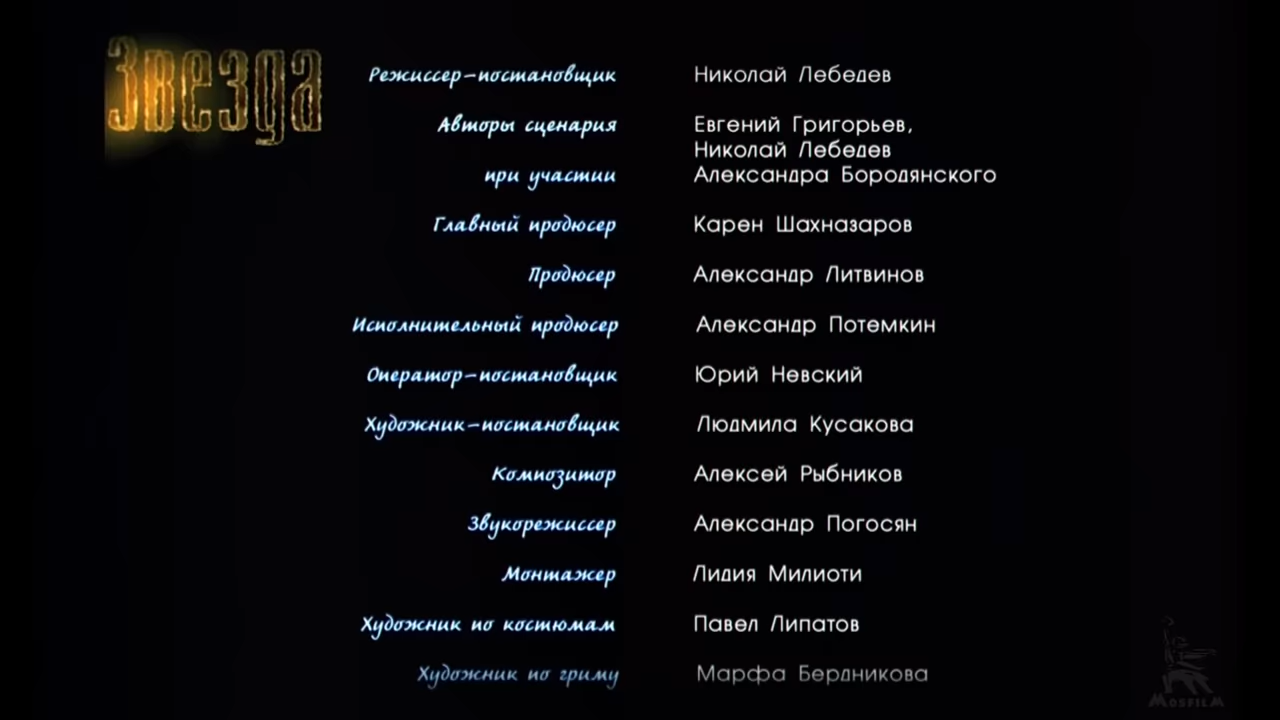 Звезда
Режиссер-постановщик Николай Лебедев
Авторы сценария Евгений Григорьев,
Николай Лебедев
при участии Александра Бородянского
Главный продюсер Карен Шахназаров
Продюсер Александр Литвинов
Исполнительный продюсер Александр Потемкин
Оператор-постановщик Юрий Невский
Художник-постановщик Людмила Кусакова
Композитор Алексей Рыбников
Звукорежиссер Александр Погосян
Монтажер Лидия Милиоти
Художник по костюмам Павел Липатов
Художник по гриму Марфа Бердникова
MOSFILM